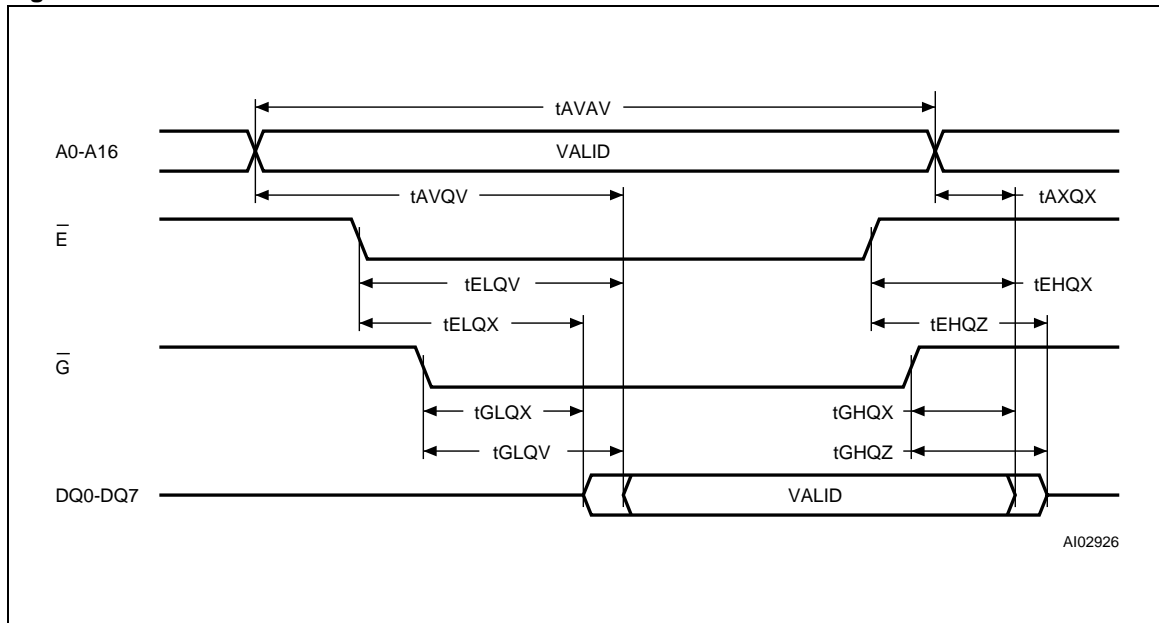 tAVAV
A0-A16
VALID
tAVQV
tAXQX
E
tELQV
tEHQX
tELQX
tEHQZ
G
tGLQX
tGHQX
tGLQV
tGHQZ
DQ0-DQ7
VALID
AI02926